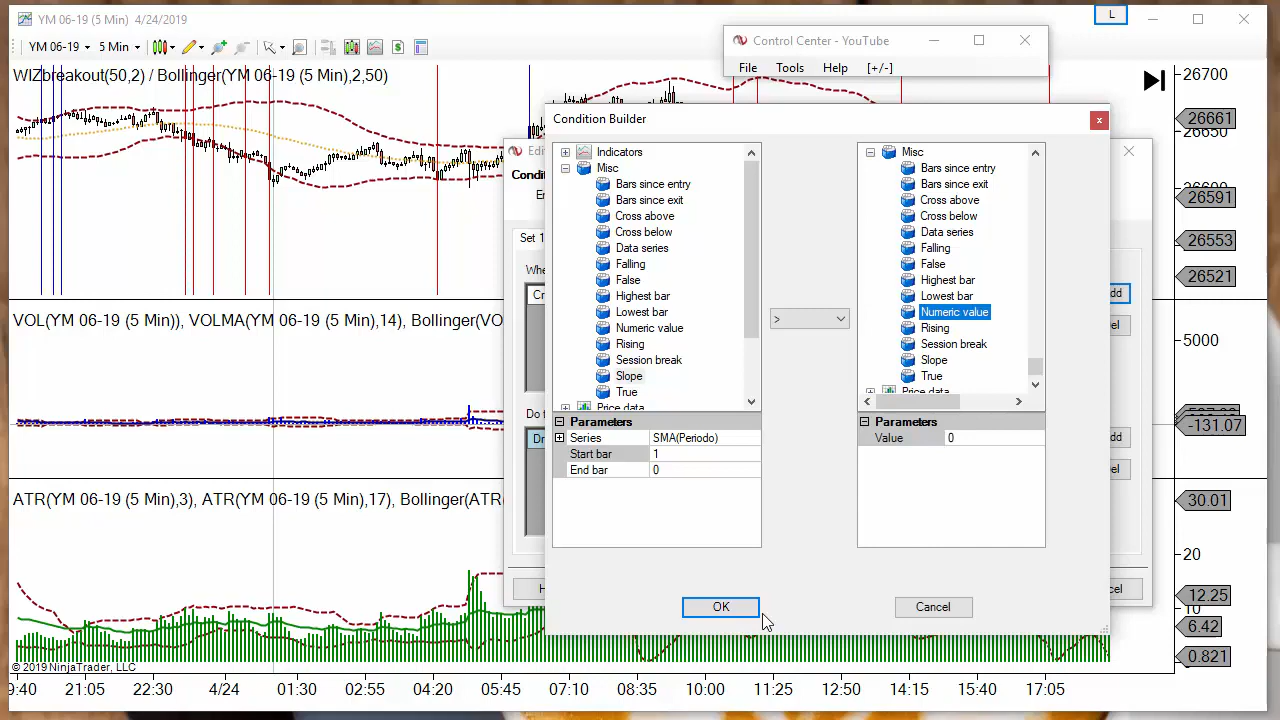 YM 06-19 (5 Min) 4/24/2019
L
YM 06-19 5 Min
Control Center - YouTube
File Tools Help [+/-]
WIZbreakout(50,2) / Bollinger(YM 06-19 (5 Min),2,50)
26700
26661
26591
26553
26521
Condition Builder
Set 1
Indicators
Misc
Bars since entry
Bars since exit
Cross above
Cross below
Data series
Falling
False
Highest bar
Lowest bar
Numeric value
Rising
Session break
Slope
True
Price data
>
Misc
Bars since entry
Bars since exit
Cross above
Cross below
Data series
Falling
False
Highest bar
Lowest bar
Numeric value
Rising
Session break
Slope
True
Price data
Parameters
Series SMA(Periodo)
Start bar 1
End bar 0
Parameters
Value 0
OK
Cancel
VOL(YM 06-19 (5 Min)), VOLMA(YM 06-19 (5 Min),14), Bollinger(VO
5000
-131.07
ATR(YM 06-19 (5 Min),3), ATR(YM 06-19 (5 Min),17), Bollinger(ATR
30.01
20
12.25
10
6.42
0.821
© 2019 NinjaTrader, LLC
9:40 21:05 22:30 4/24 01:30 02:55 04:20 05:45 07:10 08:35 10:00 11:25 12:50 14:15 15:40 17:05